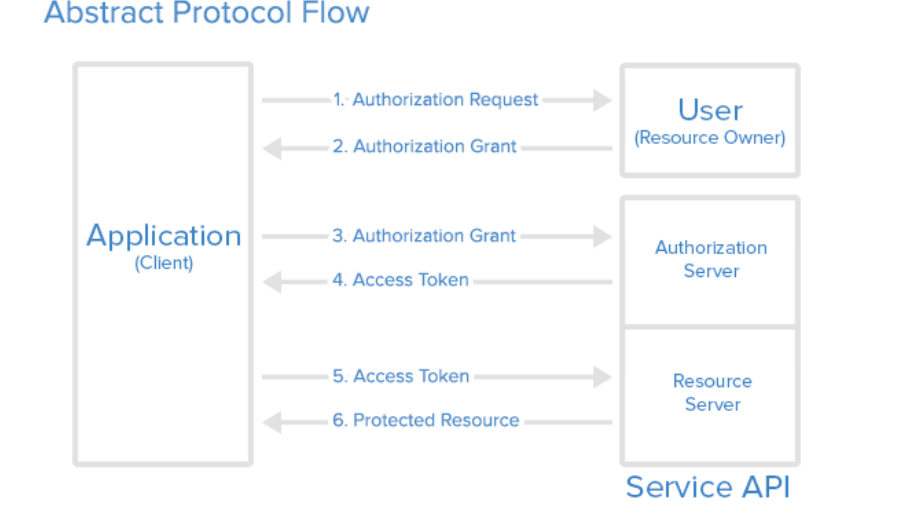 Abstract Protocol Flow
1. Authorization Request
User
(Resource Owner)
2. Authorization Grant
Application
(Client)
3. Authorization Grant
Authorization
Server
4. Access Token
5. Access Token
Resource
Server
6. Protected Resource
Service API